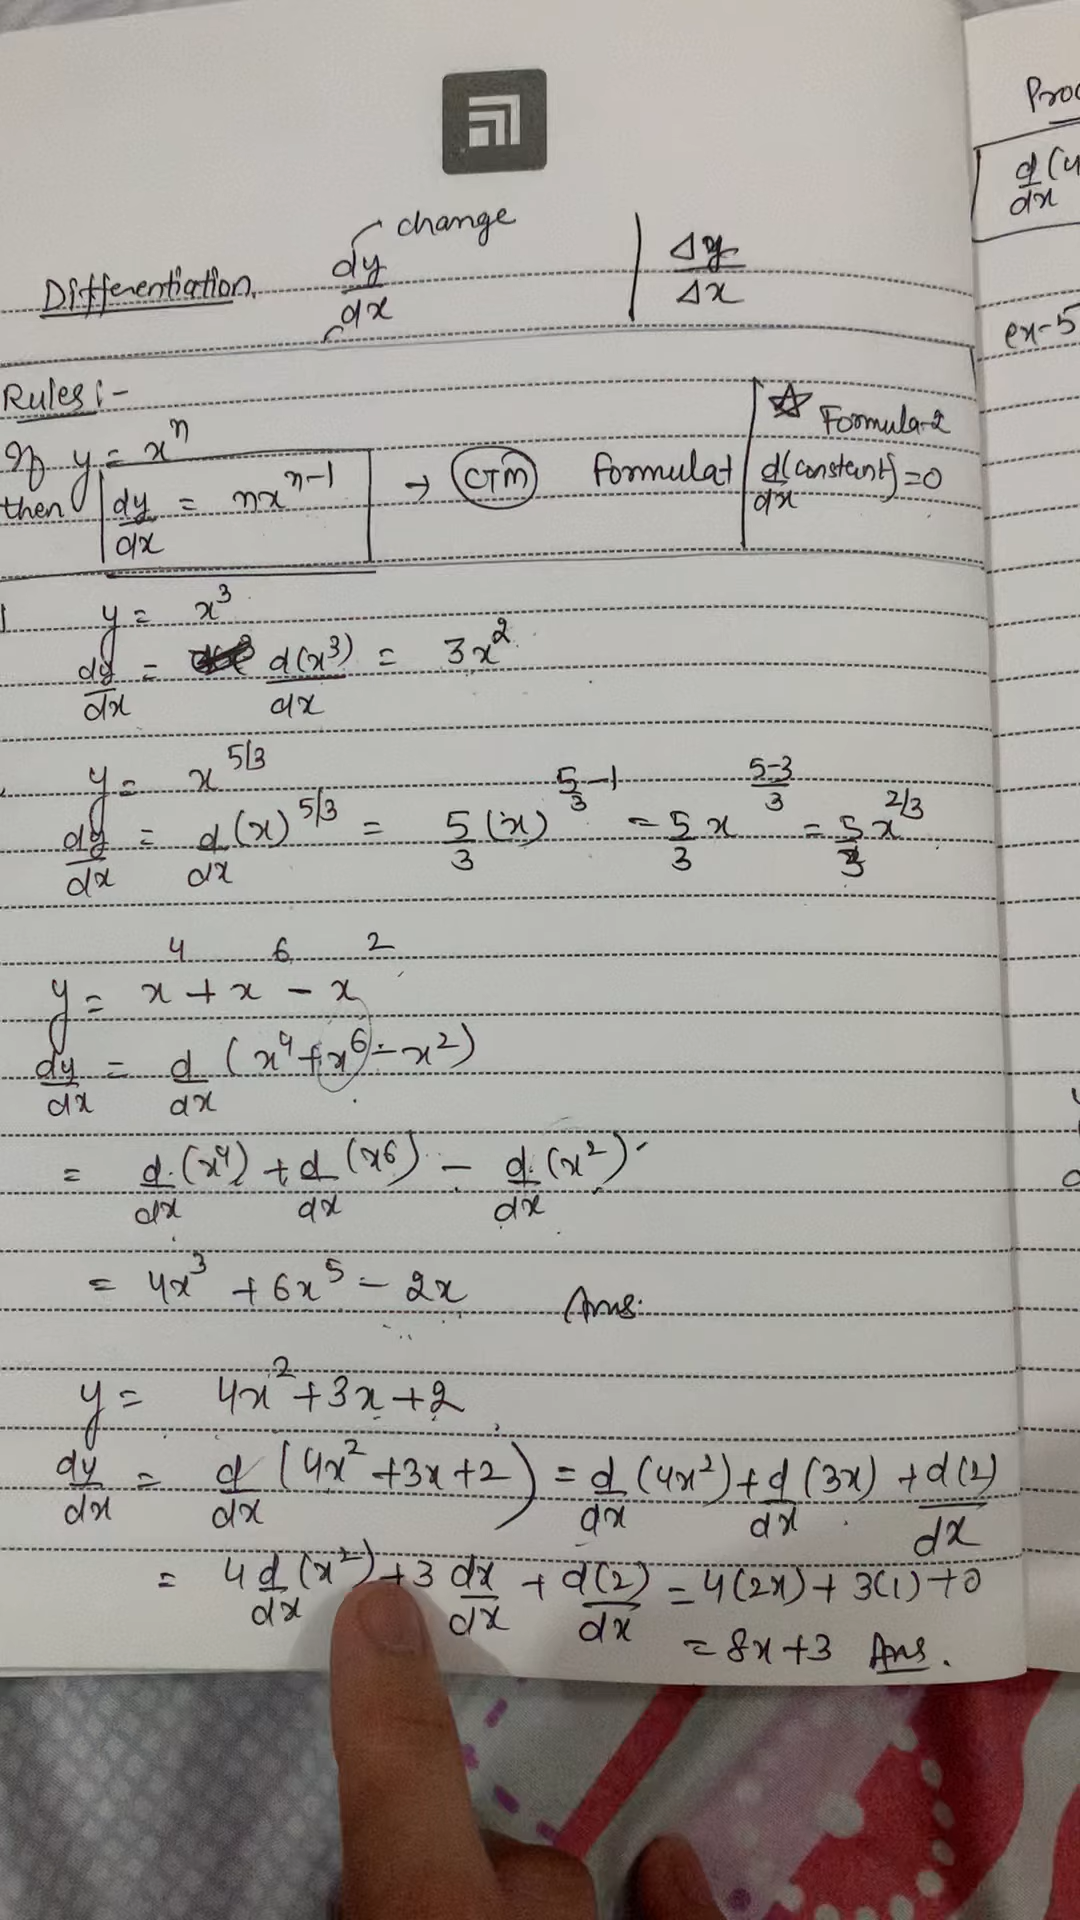 change
Differentiation. dy/dx | Δy/Δx
Rules :-
If y = x^n
then dy/dx = nx^(n-1) → formula1 | ☆ Formula-2 d(constant)/dx = 0
y = x^3
dy/dx = d(x^3)/dx = 3x^2
y = x^5/3
dy/dx = d/dx (x)^5/3 = 5/3 (x)^(5/3 - 1) = 5/3 x^((5-3)/3) = 5/3 x^2/3
y = x^4 + x^6 - x^2
dy/dx = d/dx (x^4 + x^6 - x^2)
= d/dx (x^4) + d/dx (x^6) - d/dx (x^2)
= 4x^3 + 6x^5 - 2x Ans.
y = 4x^2 + 3x + 2
dy/dx = d/dx (4x^2 + 3x + 2) = d/dx (4x^2) + d/dx (3x) + d(2)/dx
= 4 d/dx (x^2) + 3 dx/dx + d(2)/dx = 4(2x) + 3(1) + 0
= 8x + 3 Ans.
d/dx (4
ex-5